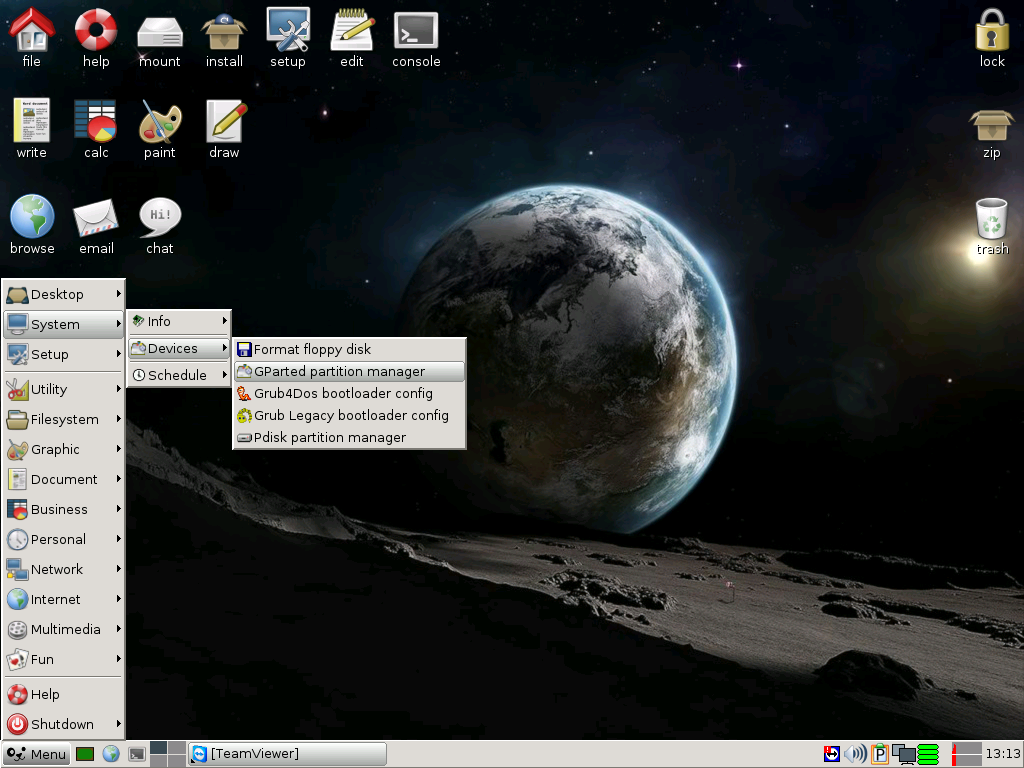 file help mount install setup edit console lock
write calc paint draw zip
Hi!
browse email chat trash
Desktop
System
Setup
Utility
Filesystem
Graphic
Document
Business
Personal
Network
Internet
Multimedia
Fun
Help
Shutdown
Info
Devices
Schedule
Format floppy disk
GParted partition manager
Grub4Dos bootloader config
Grub Legacy bootloader config
Pdisk partition manager
Menu [TeamViewer] P 13:13